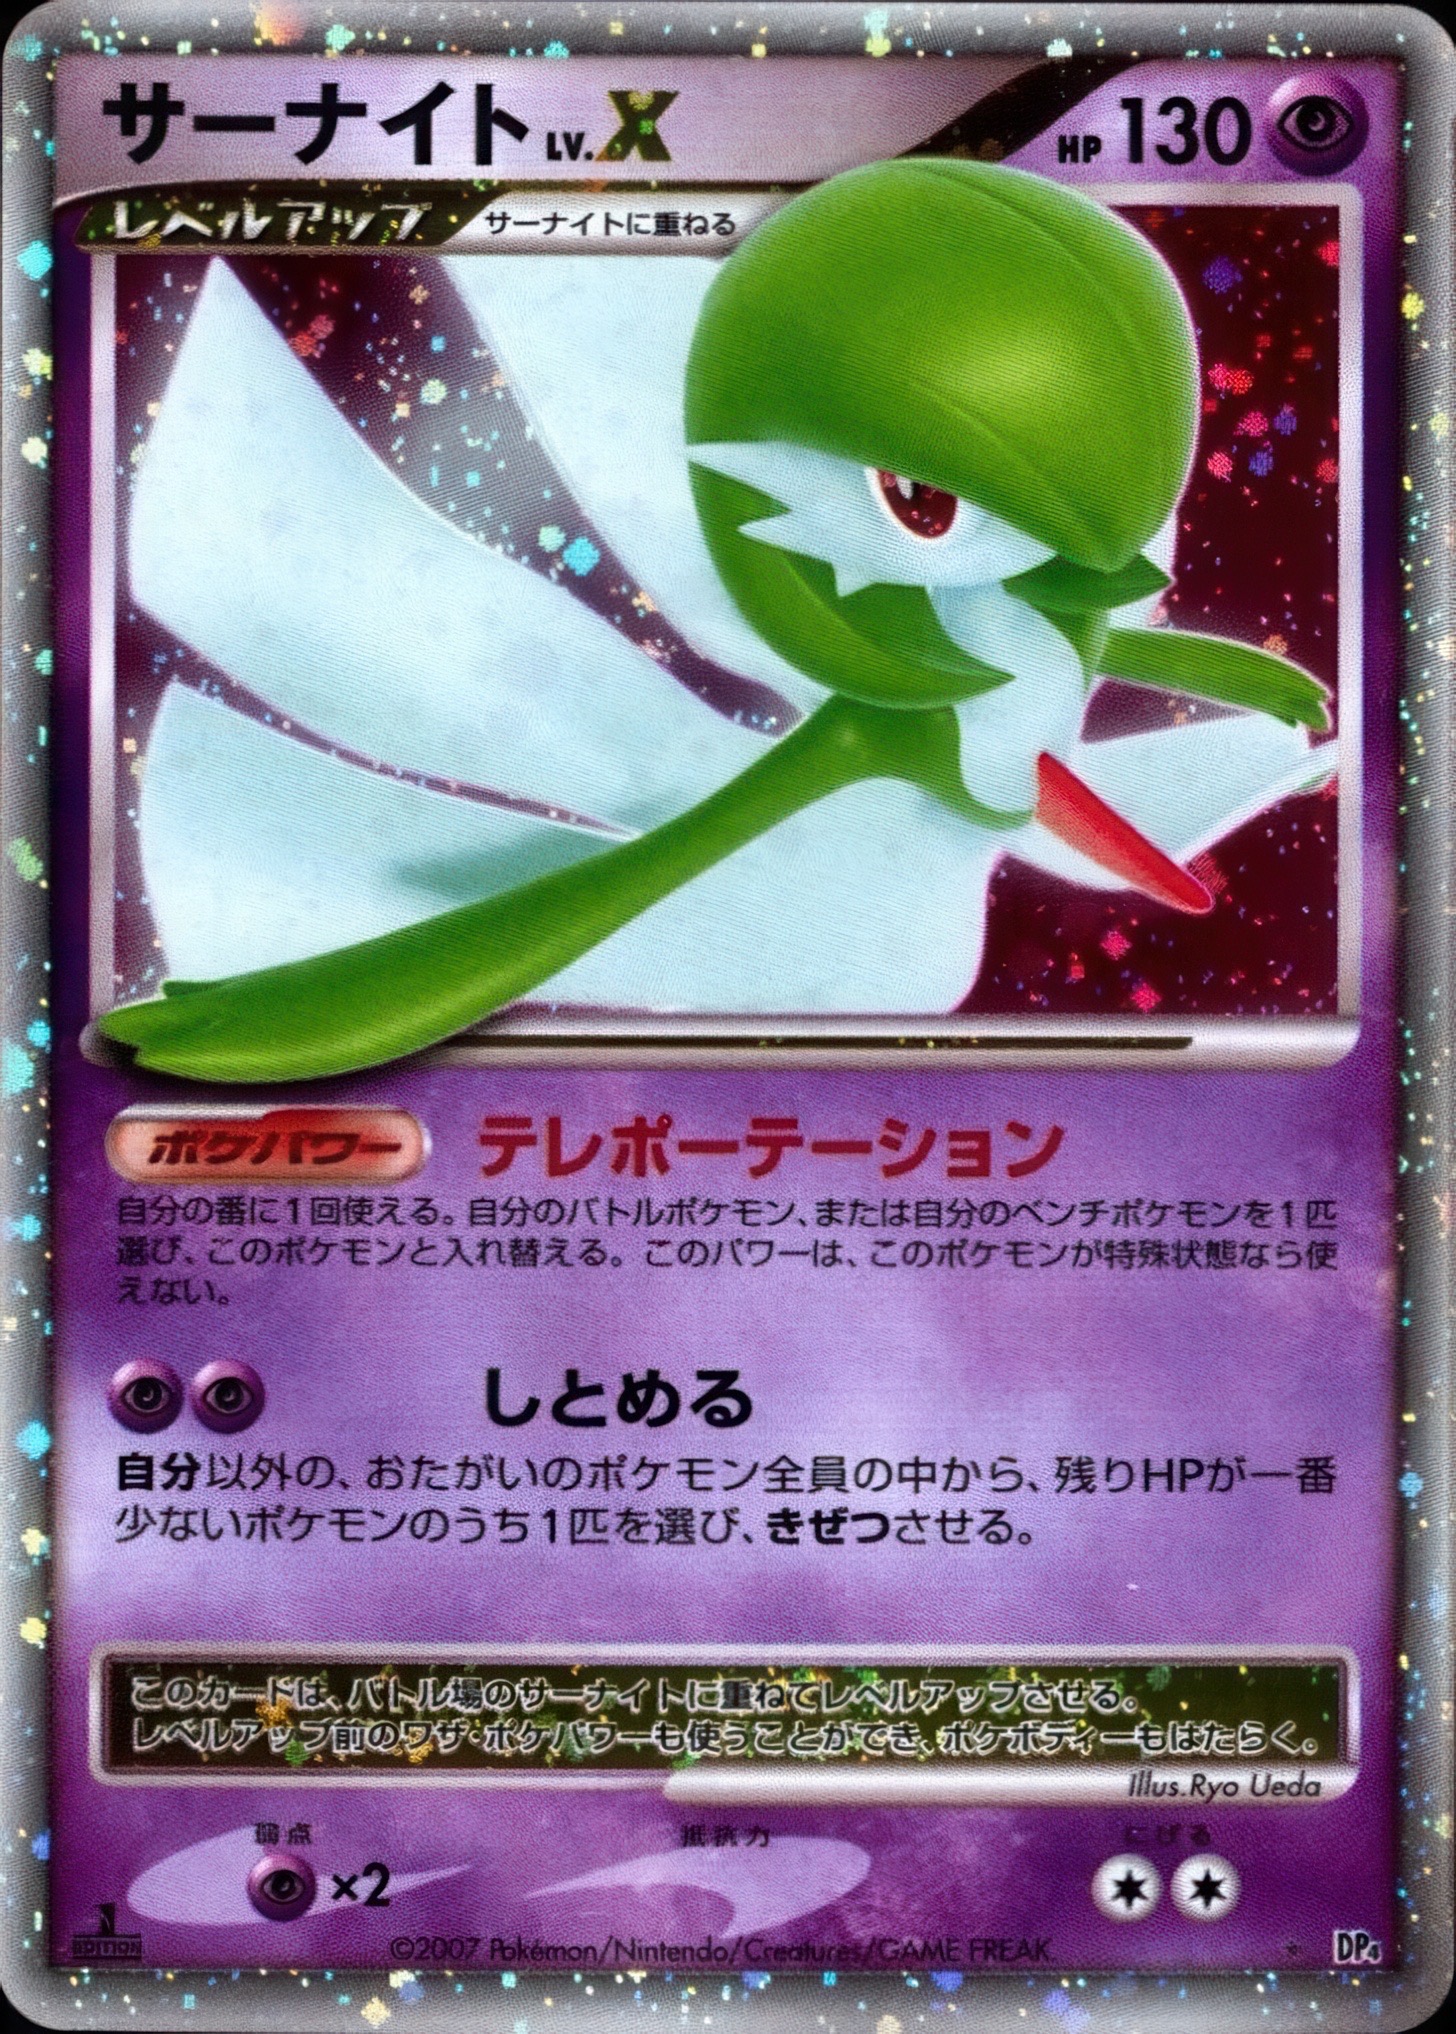 サーナイト LV.X HP 130
レベルアップ サーナイトに重ねる
ポケパワー テレポーテーション
自分の番に1回使える。自分のバトルポケモン、または自分のベンチポケモンを1匹
選び、このポケモンと入れ替える。このパワーは、このポケモンが特殊状態なら使
えない。
しとめる
自分以外の、おたがいのポケモン全員の中から、残りHPが一番
少ないポケモンのうち1匹を選び、きぜつさせる。
このカードは、バトル場のサーナイトに重ねてレベルアップさせる。
レベルアップ前のワザ・ポケパワーも使うことができ、ポケボディーもはたらく。
Illus.Ryo Ueda
弱点 抵抗力 にげる
×2
1 EDITION
©2007 Pokémon/Nintendo/Creatures/GAME FREAK.
DP4